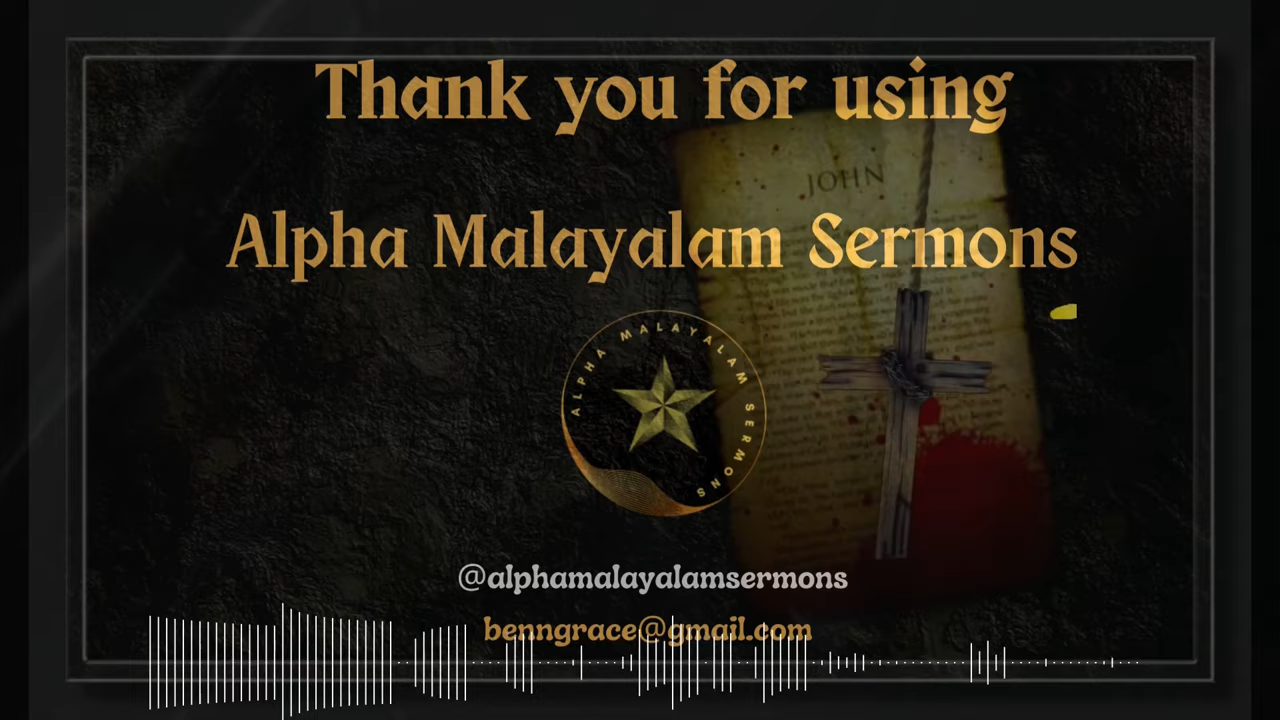 Thank you for using
JOHN
Alpha Malayalam Sermons
ALPHA MALAYALAM SERMONS
@alphamalayalamsermons
benngrace@gmail.com